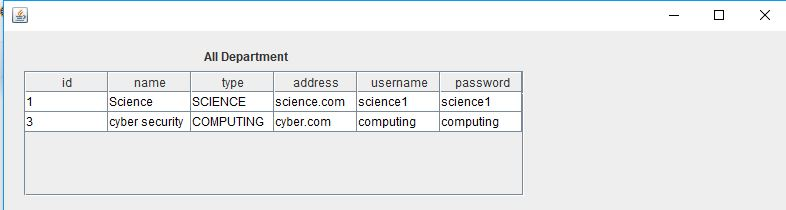 All Department
id name type address username password
1 Science SCIENCE science.com science1 science1
3 cyber security COMPUTING cyber.com computing computing